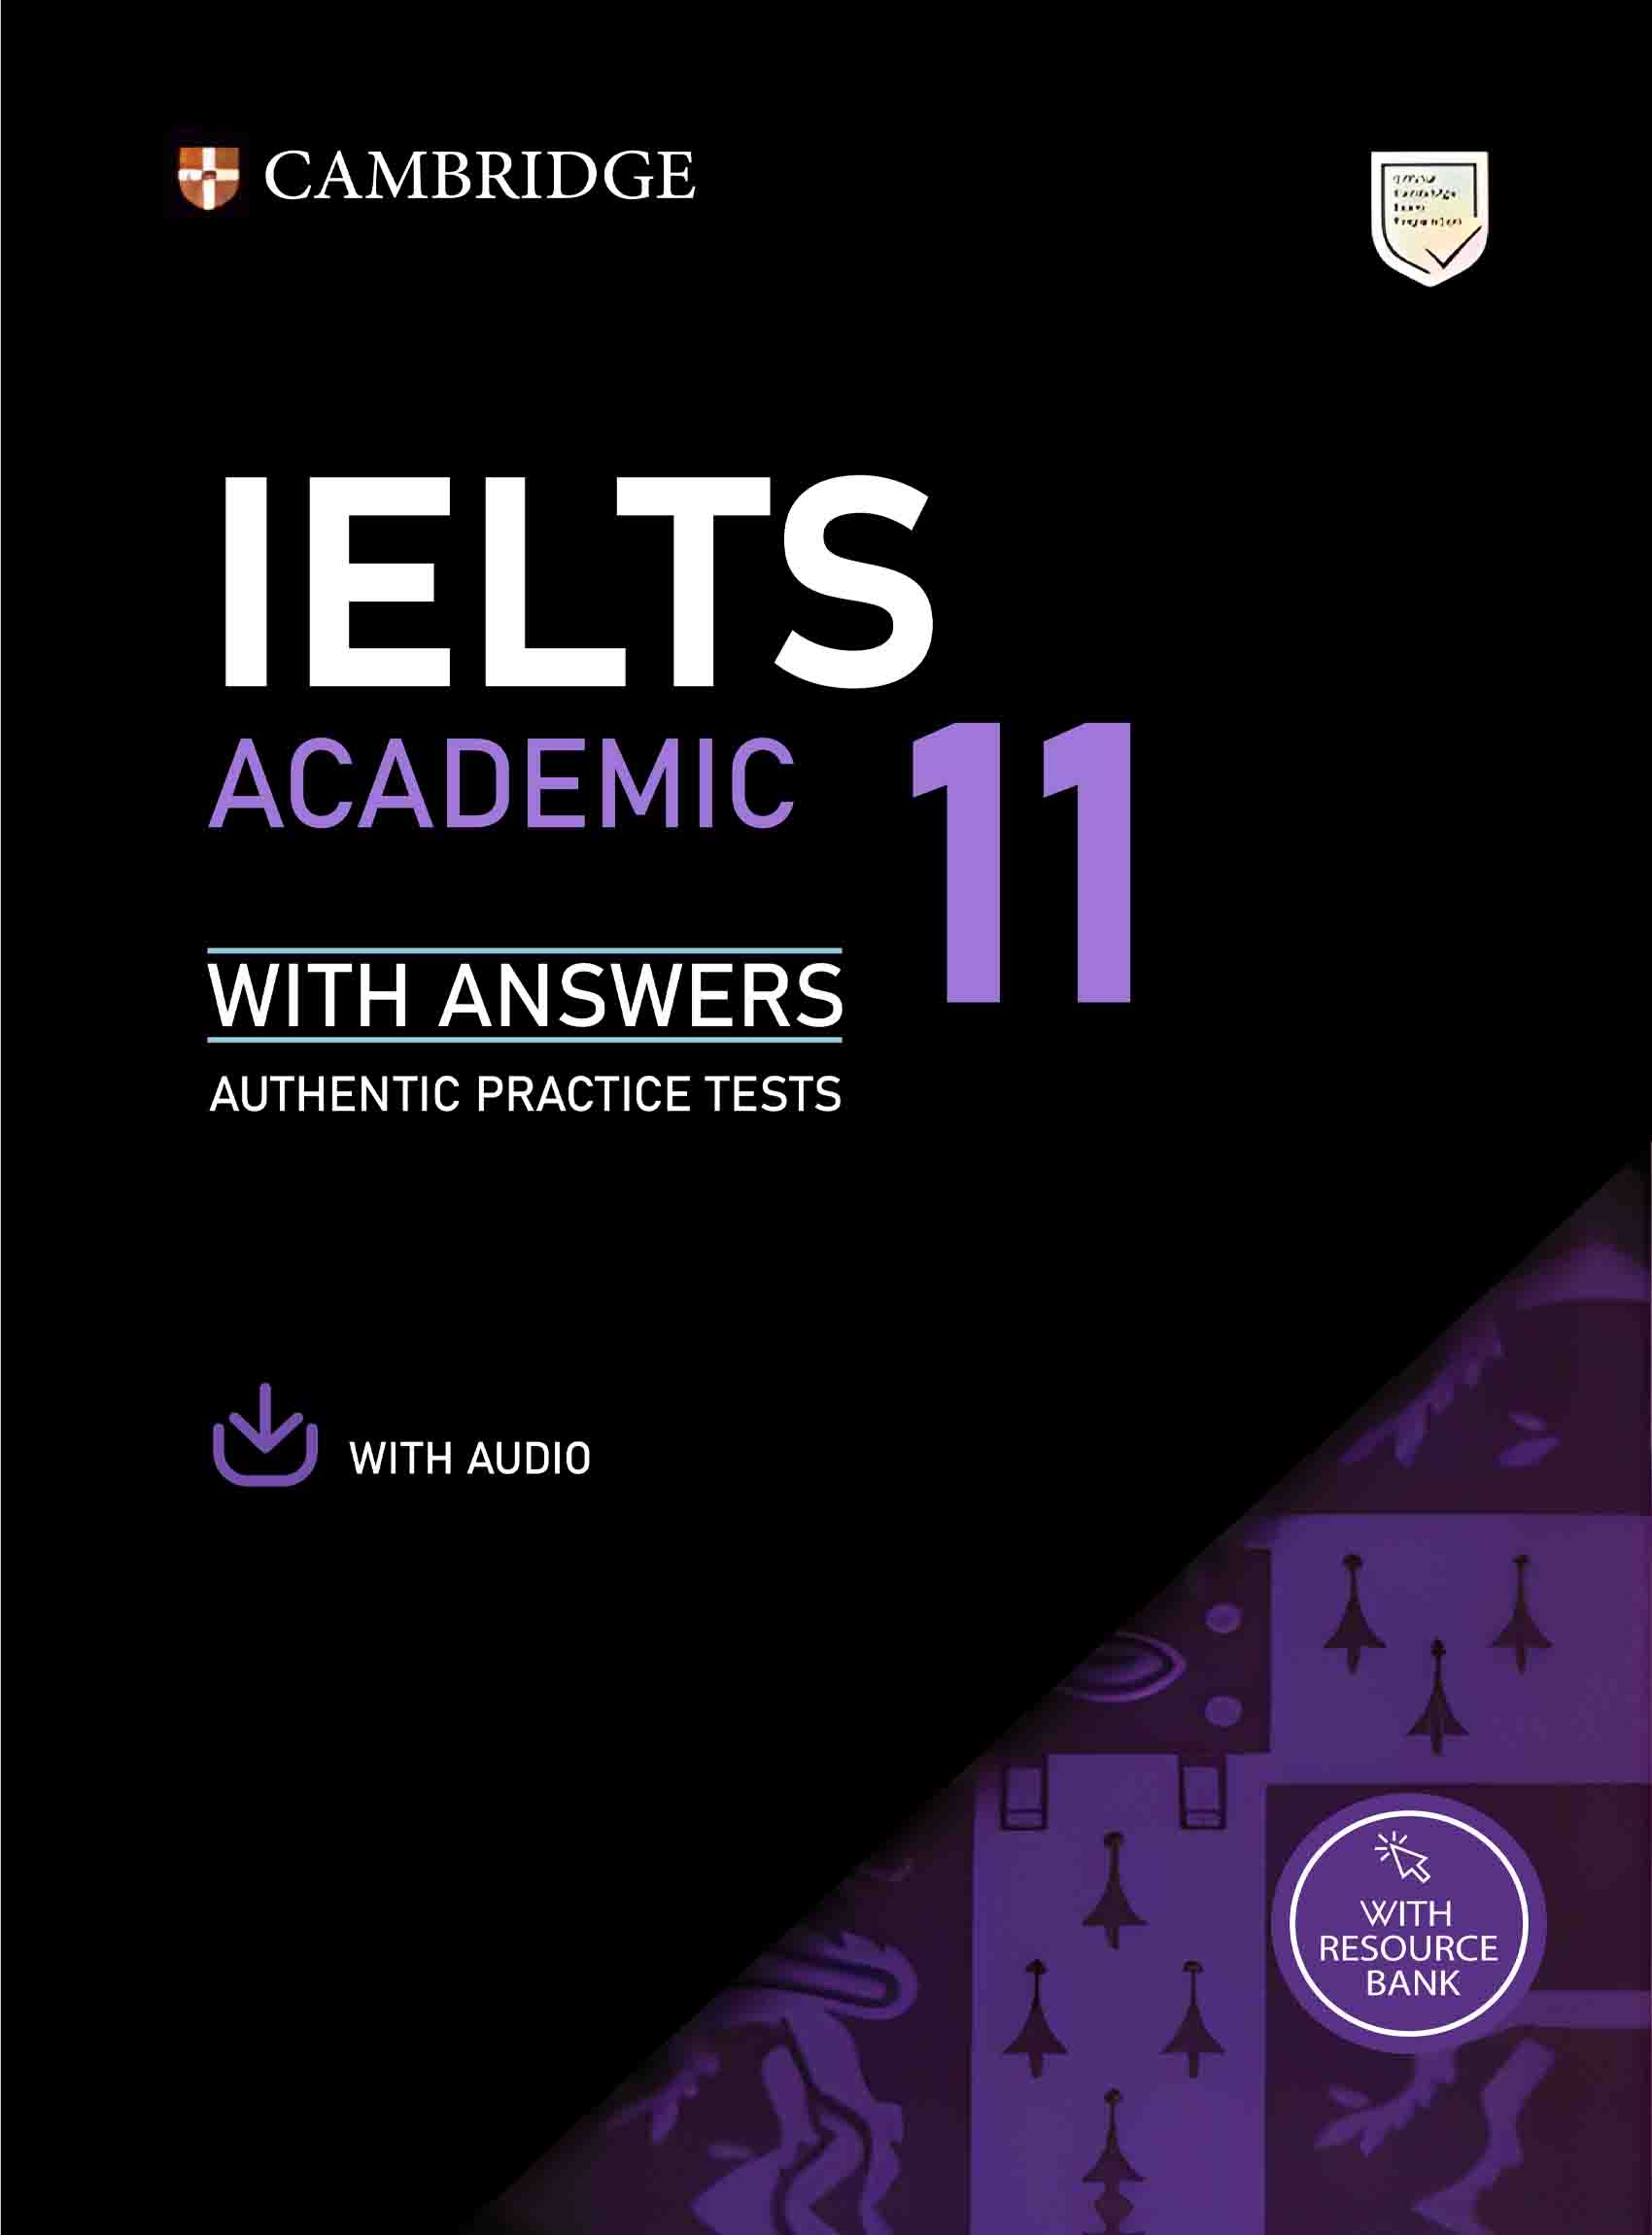 CAMBRIDGE
IELTS
ACADEMIC 11
WITH ANSWERS
AUTHENTIC PRACTICE TESTS
WITH AUDIO
WITH
RESOURCE
BANK